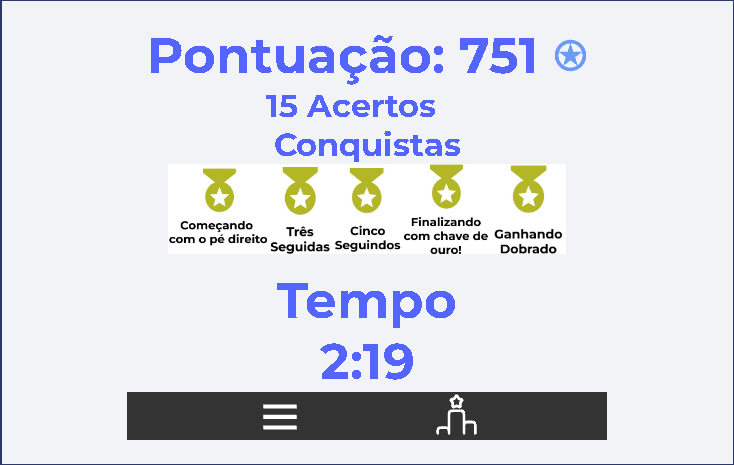 Pontuação: 751
15 Acertos
Conquistas
Começando
com o pé direito
Três
Seguidas
Cinco
Seguindos
Finalizando
com chave de
ouro!
Ganhando
Dobrado
Tempo
2:19